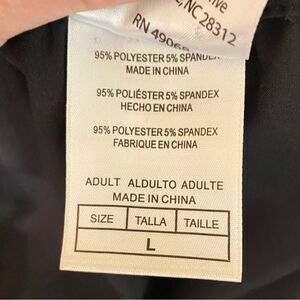 NC 28312
RN 49068
95% POLYESTER 5% SPANDEX
MADE IN CHINA
95% POLIÉSTER 5% SPANDEX
HECHO EN CHINA
95% POLYESTER 5% SPANDEX
FABRIQUE EN CHINA
ADULT ALDULTO ADULTE
MADE IN CHINA
SIZE TALLA TAILLE
L